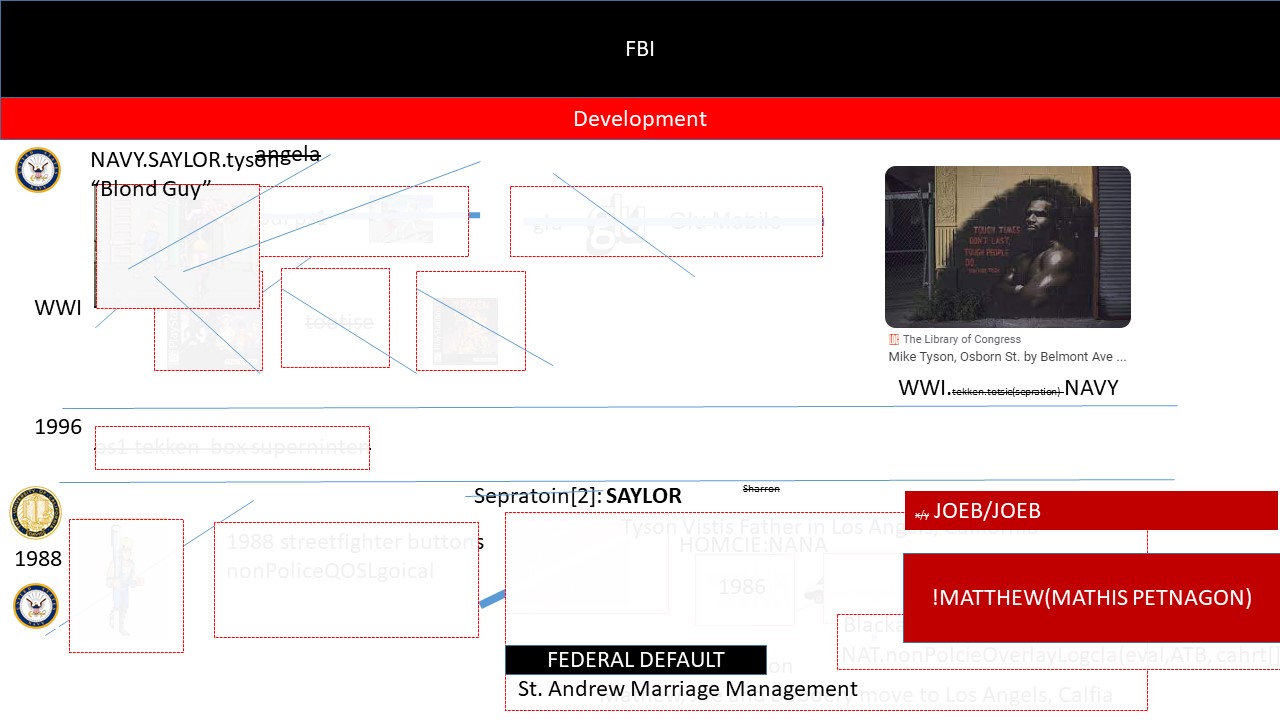 FBI
Development
NAVY.SAYLOR.tyson
angela
“Blond Guy”
glu
glu
Glu Mobile
TOUGH TIMES
DON'T LAST,
TOUGH PEOPLE
DO.
WWI
tootise
The Library of Congress
Mike Tyson, Osborn St. by Belmont Ave ...
WWI.tekken.totsie(sepration) NAVY
1996
ps1 tekken box superninten
Sepratoin[2]: SAYLOR
Sharron
x/y JOEB/JOEB
Tyson Vistis Father in Los Angels, California
HOMCIE:NANA
1988
1988 streetfighter buttons
nonPoliceQOSLgoical
1986
!MATTHEW(MATHIS PETNAGON)
Blacka
NAT.nonPolcieOverlayLogcla(eval,ATB, cahrt[]
FEDERAL DEFAULT
St. Andrew Marriage Management
move to Los Angels, Calfia